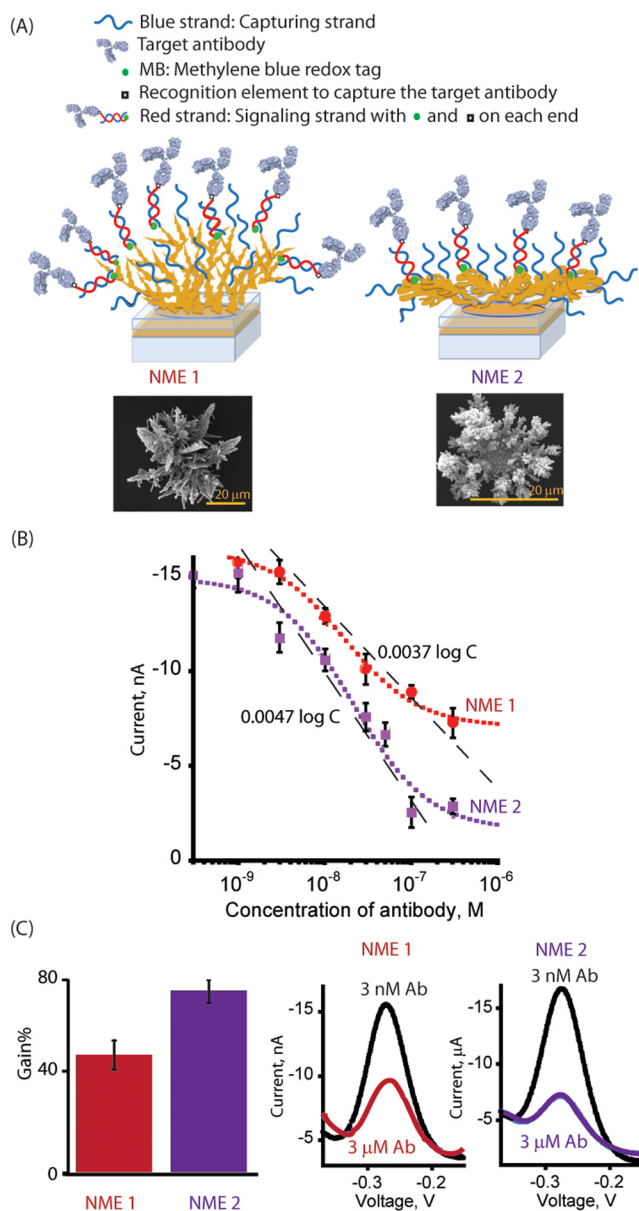 (A)
Blue strand: Capturing strand
Target antibody
MB: Methylene blue redox tag
Recognition element to capture the target antibody
Red strand: Signaling strand with and on each end
NME 1
NME 2
20 μm
20 μm
(B)
Current, nA
-15
-10
-5
0
0.0037 log C
0.0047 log C
NME 1
NME 2
10⁻⁹
10⁻⁸
10⁻⁷
10⁻⁶
Concentration of antibody, M
(C)
Gain%
80
40
0
NME 1
NME 2
NME 1
3 nM Ab
Current, nA
-15
-10
-5
3 μM Ab
-0.3
-0.2
Voltage, V
NME 2
3 nM Ab
Current, μA
-15
-10
-5
3 μM Ab
-0.3
-0.2
Voltage, V